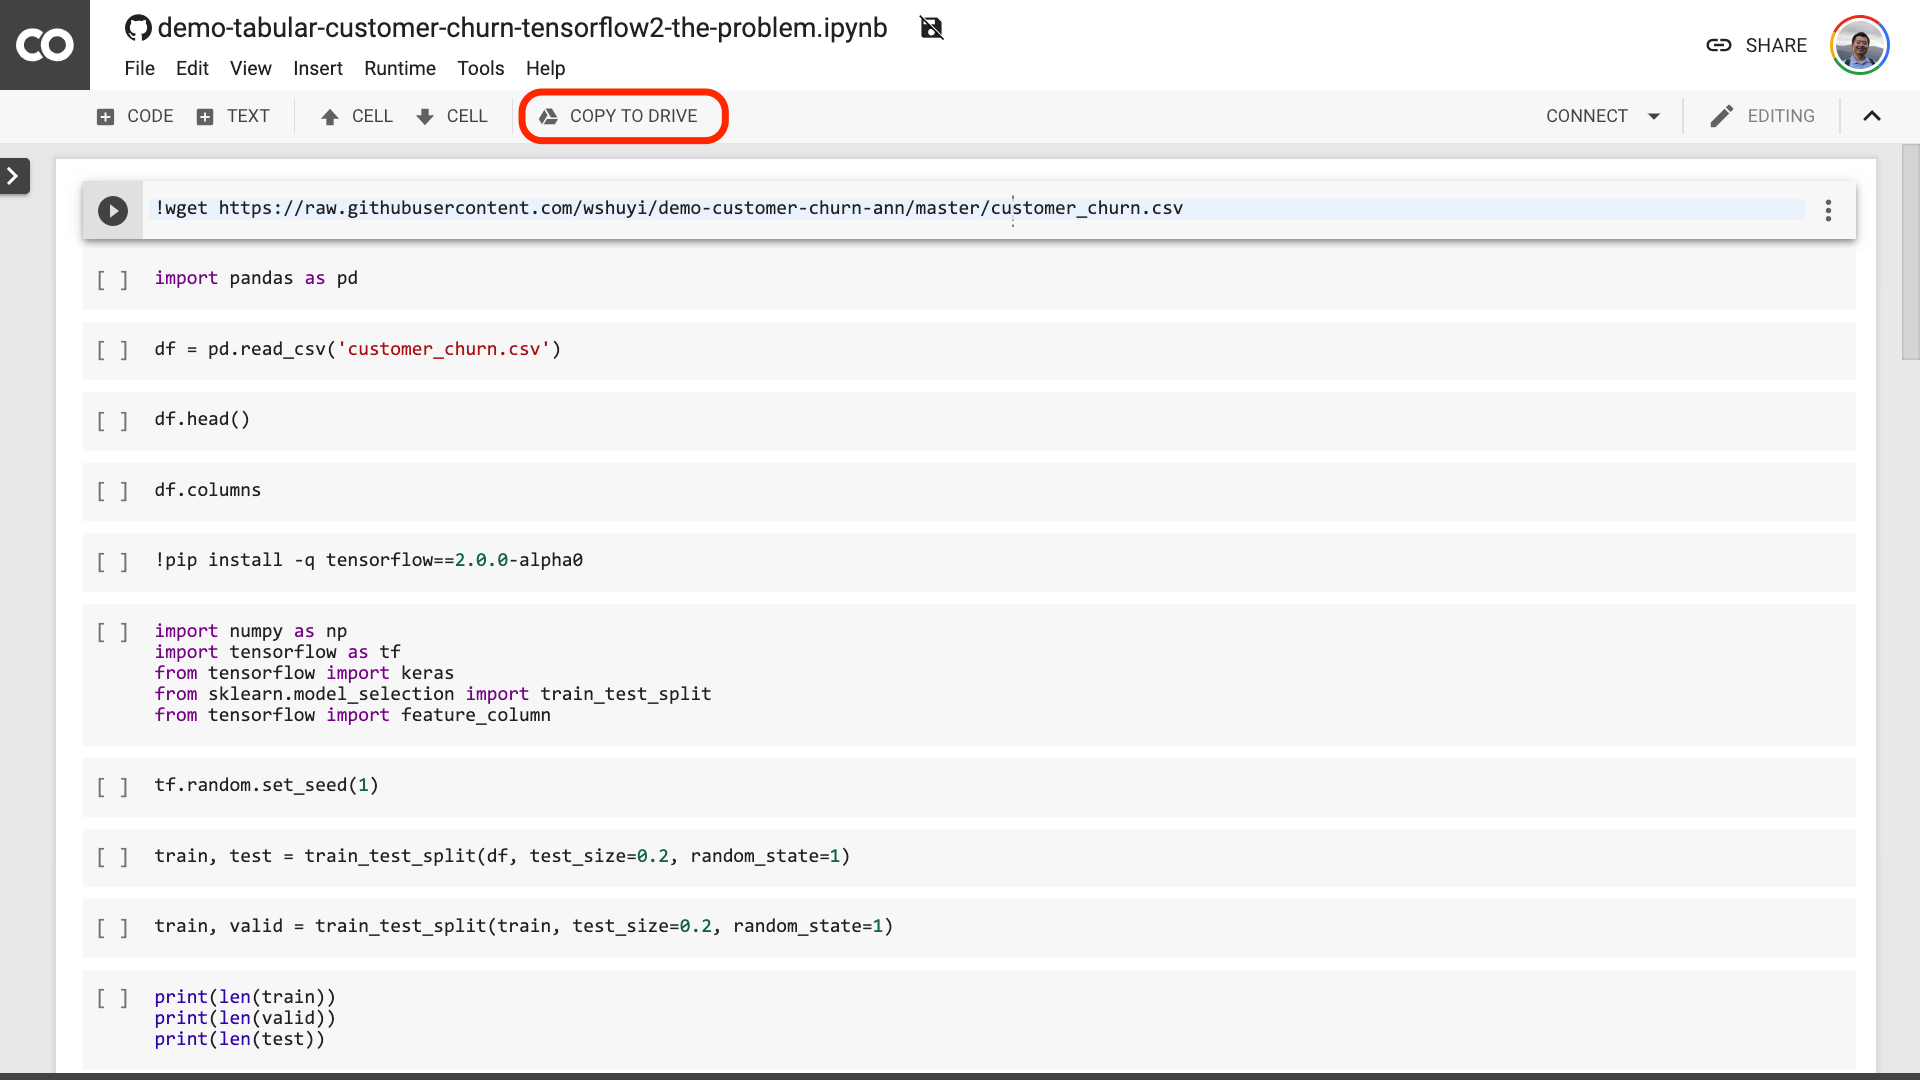 CO
demo-tabular-customer-churn-tensorflow2-the-problem.ipynb
File Edit View Insert Runtime Tools Help
SHARE
CODE TEXT CELL CELL COPY TO DRIVE CONNECT EDITING
!wget https://raw.githubusercontent.com/wshuyi/demo-customer-churn-ann/master/customer_churn.csv
[ ] import pandas as pd
[ ] df = pd.read_csv('customer_churn.csv')
[ ] df.head()
[ ] df.columns
[ ] !pip install -q tensorflow==2.0.0-alpha0
[ ] import numpy as np
import tensorflow as tf
from tensorflow import keras
from sklearn.model_selection import train_test_split
from tensorflow import feature_column
[ ] tf.random.set_seed(1)
[ ] train, test = train_test_split(df, test_size=0.2, random_state=1)
[ ] train, valid = train_test_split(train, test_size=0.2, random_state=1)
[ ] print(len(train))
print(len(valid))
print(len(test))